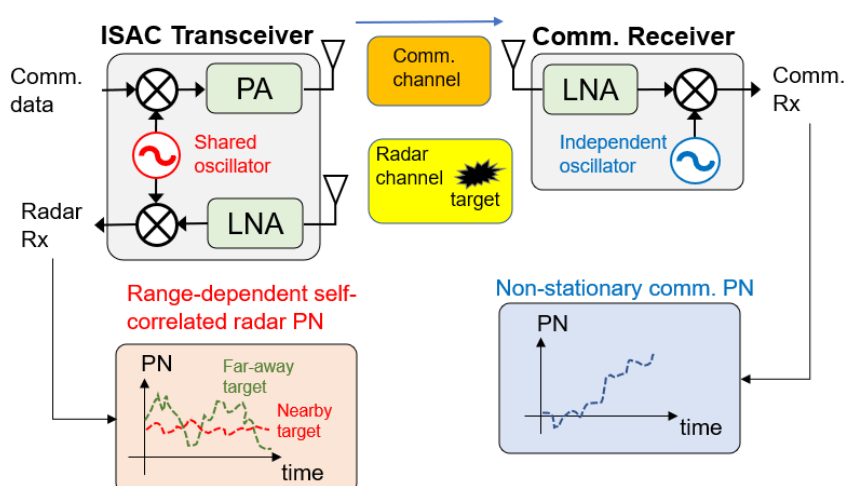 ISAC Transceiver
Comm. Receiver
Comm.
data
PA
Comm.
channel
LNA
Comm.
Rx
Shared
oscillator
Independent
oscillator
Radar
channel
target
Radar
Rx
LNA
Range-dependent self-
correlated radar PN
Non-stationary comm. PN
PN
Far-away
target
Nearby
target
time
PN
time